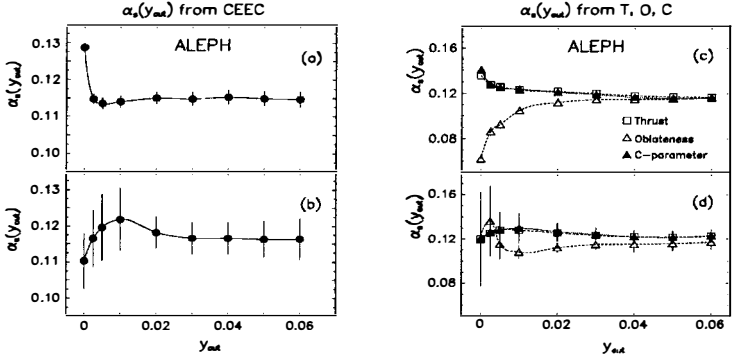 αs(ycut) from CEEC
αs(ycut) from T, O, C
αs(ycut)
0.13
0.12
0.11
0.10
ALEPH
(a)
αs(ycut)
0.13
0.12
0.11
0.10
(b)
0
0.02
0.04
0.06
ycut
αs(ycut)
0.16
0.12
0.08
ALEPH
(c)
Thrust
Oblateness
C-parameter
αs(ycut)
0.16
0.12
0.08
(d)
0
0.02
0.04
0.06
ycut